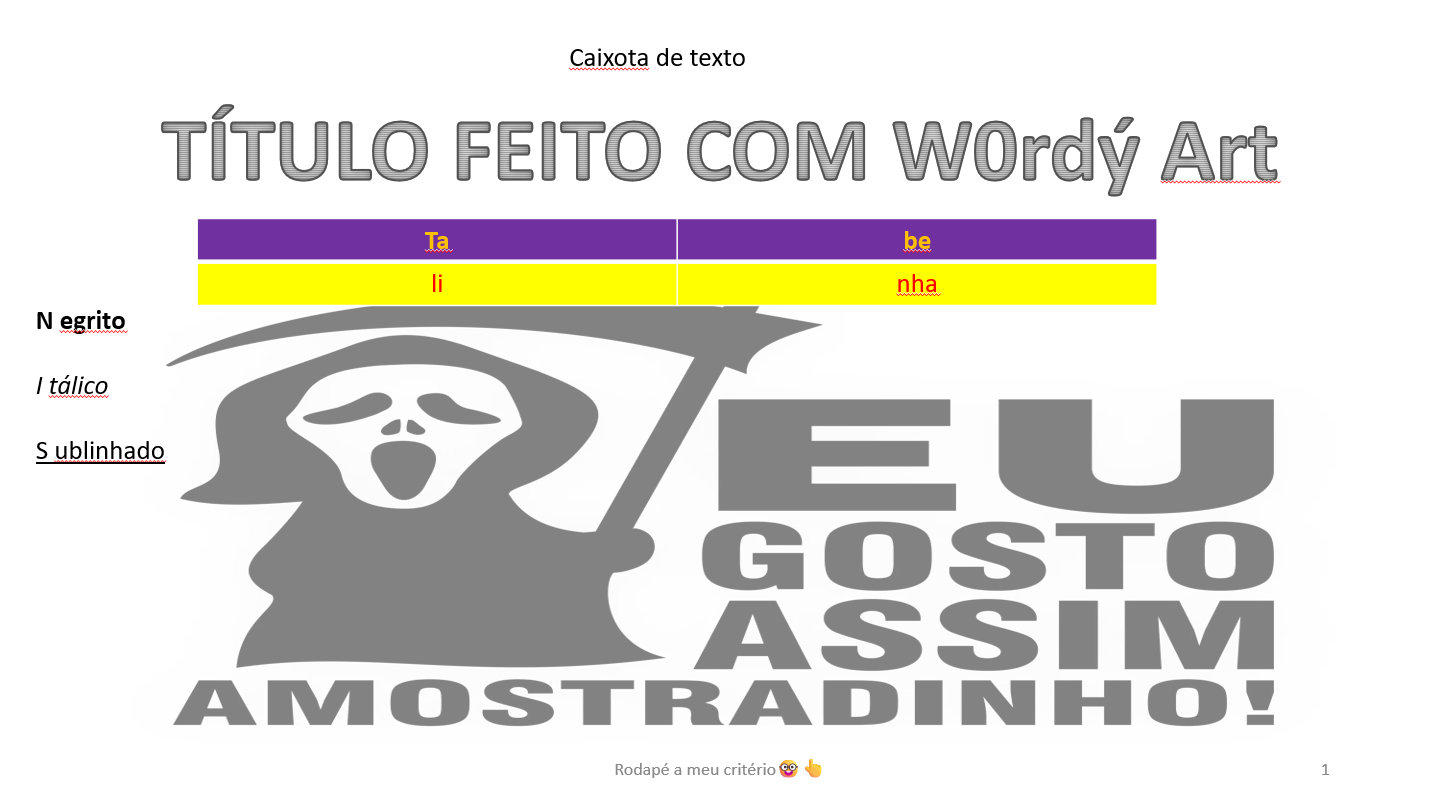 Caixota de texto
TÍTULO FEITO COM W0rdý Art
Ta be
li nha
N egrito
I tálico
S ublinhado
EU
GOSTO
ASSIM
AMOSTRADINHO!
Rodapé a meu critério 🤓👆 1